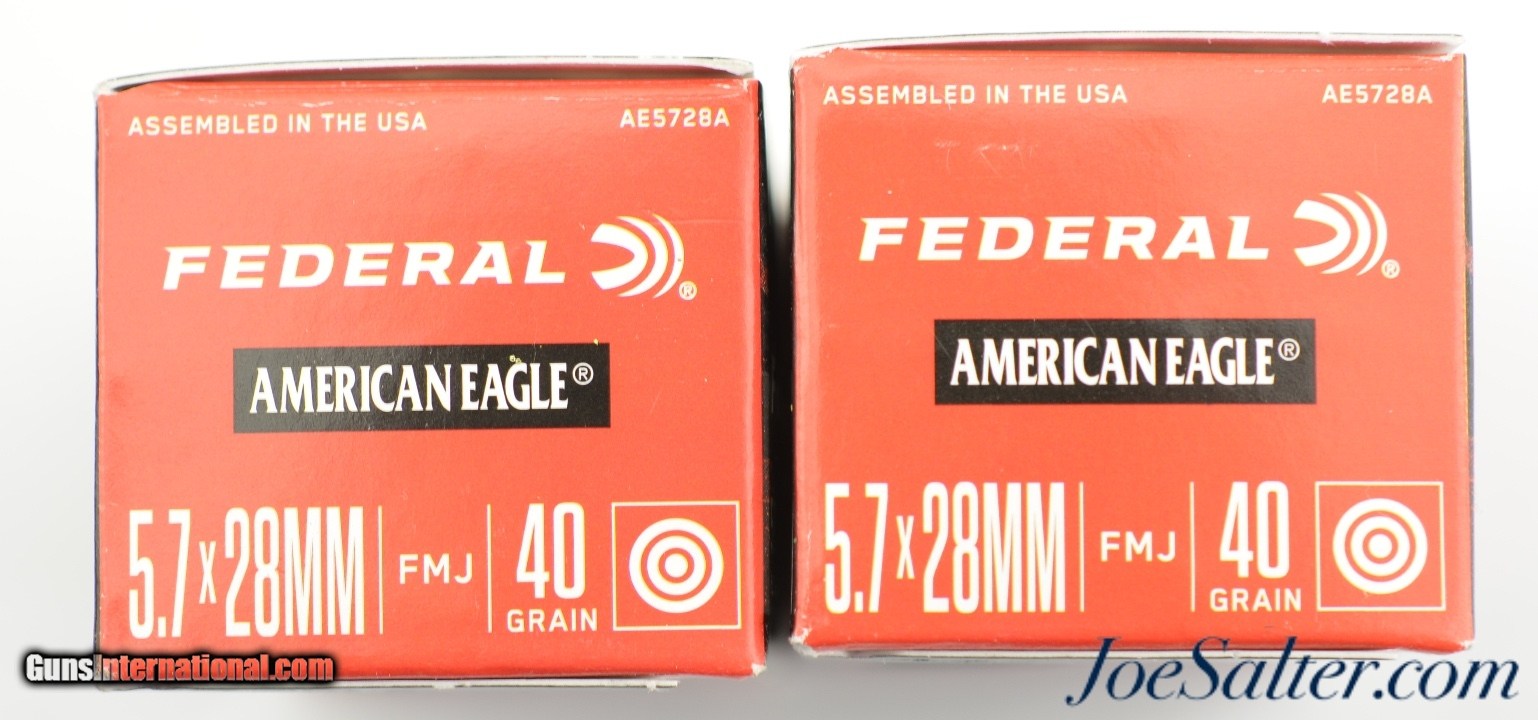 ASSEMBLED IN THE USA AE5728A
FEDERAL ®
AMERICAN EAGLE®
5.7x28MM FMJ 40 GRAIN
ASSEMBLED IN THE USA AE5728A
FEDERAL ®
AMERICAN EAGLE®
5.7x28MM FMJ 40 GRAIN
GunsInternational.com
JoeSalter.com